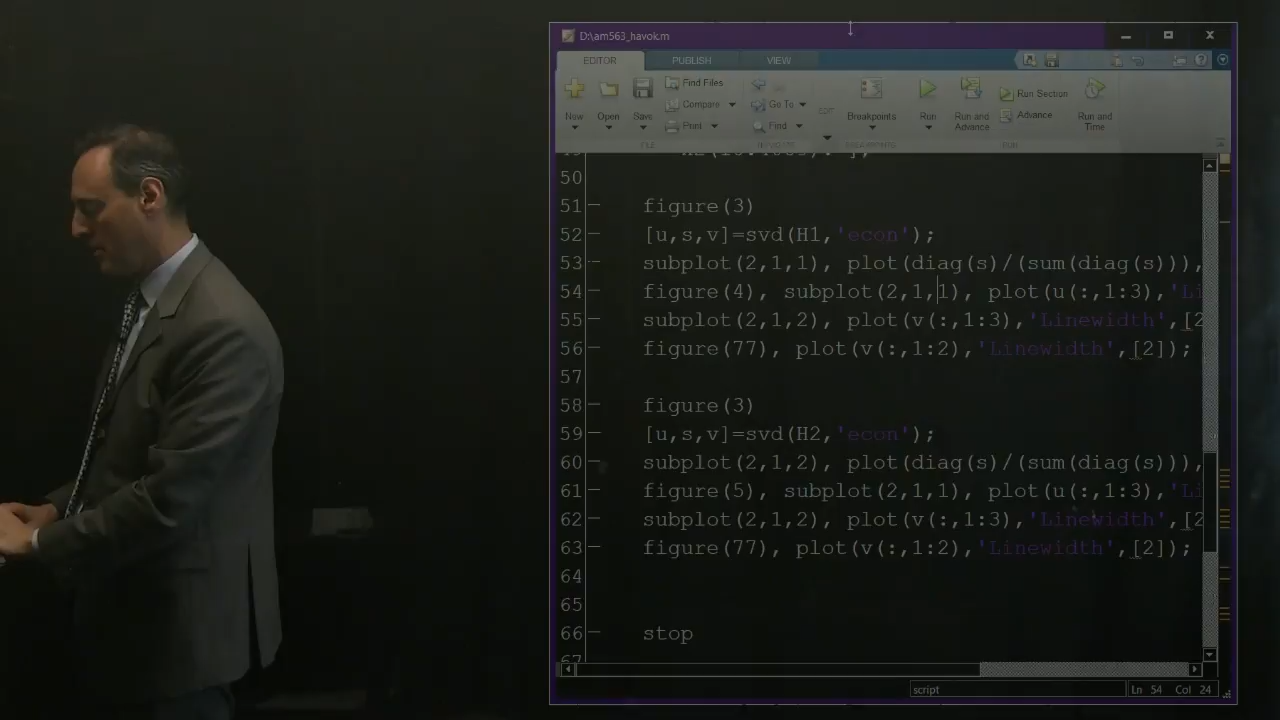 D:\am563_havok.m
EDITOR PUBLISH VIEW
Find Files
Compare
Print
Go To
Find
New Open Save
Breakpoints
Run
Run and Advance
Run Section
Advance
Run and Time
FILE
RUN
50
51 figure(3)
52 [u,s,v]=svd(H1,'econ');
53 subplot(2,1,1), plot(diag(s)/(sum(diag(s))),
54 figure(4), subplot(2,1,1), plot(u(:,1:3),'Li
55 subplot(2,1,2), plot(v(:,1:3),'Linewidth',[2
56 figure(77), plot(v(:,1:2),'Linewidth',[2]);
57
58 figure(3)
59 [u,s,v]=svd(H2,'econ');
60 subplot(2,1,2), plot(diag(s)/(sum(diag(s))),
61 figure(5), subplot(2,1,1), plot(u(:,1:3),'Li
62 subplot(2,1,2), plot(v(:,1:3),'Linewidth',[2
63 figure(77), plot(v(:,1:2),'Linewidth',[2]);
64
65
66 stop
67
script Ln 54 Col 24